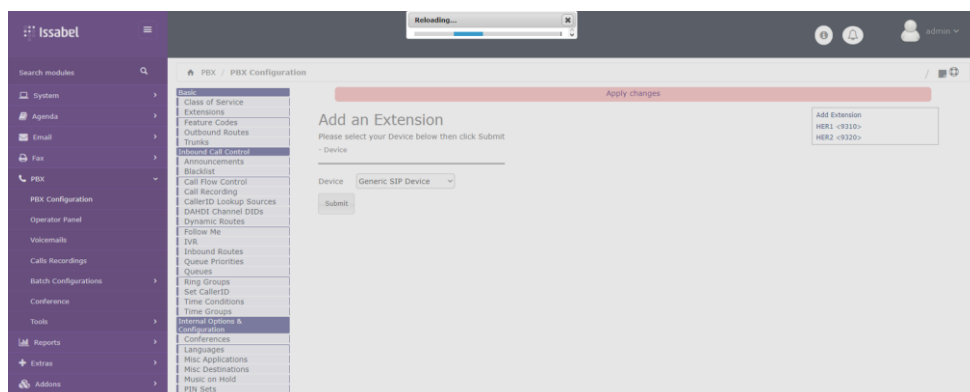 Issabel
Reloading...
admin
Search modules
PBX / PBX Configuration
System
Agenda
Email
Fax
PBX
PBX Configuration
Operator Panel
Voicemails
Calls Recordings
Batch Configurations
Conference
Tools
Reports
Extras
Addons
Basic
Class of Service
Extensions
Feature Codes
Outbound Routes
Trunks
Inbound Call Control
Announcements
Blacklist
Call Flow Control
Call Recording
CallerID Lookup Sources
DAHDI Channel DIDs
Dynamic Routes
Follow Me
IVR
Inbound Routes
Queue Priorities
Queues
Ring Groups
Set CallerID
Time Conditions
Time Groups
Internal Options &
Configuration
Conferences
Languages
Misc Applications
Misc Destinations
Music on Hold
PIN Sets
Apply changes
Add an Extension
Please select your Device below then click Submit
- Device
Device Generic SIP Device
Submit
Add Extension
HER1 <9310>
HER2 <9320>